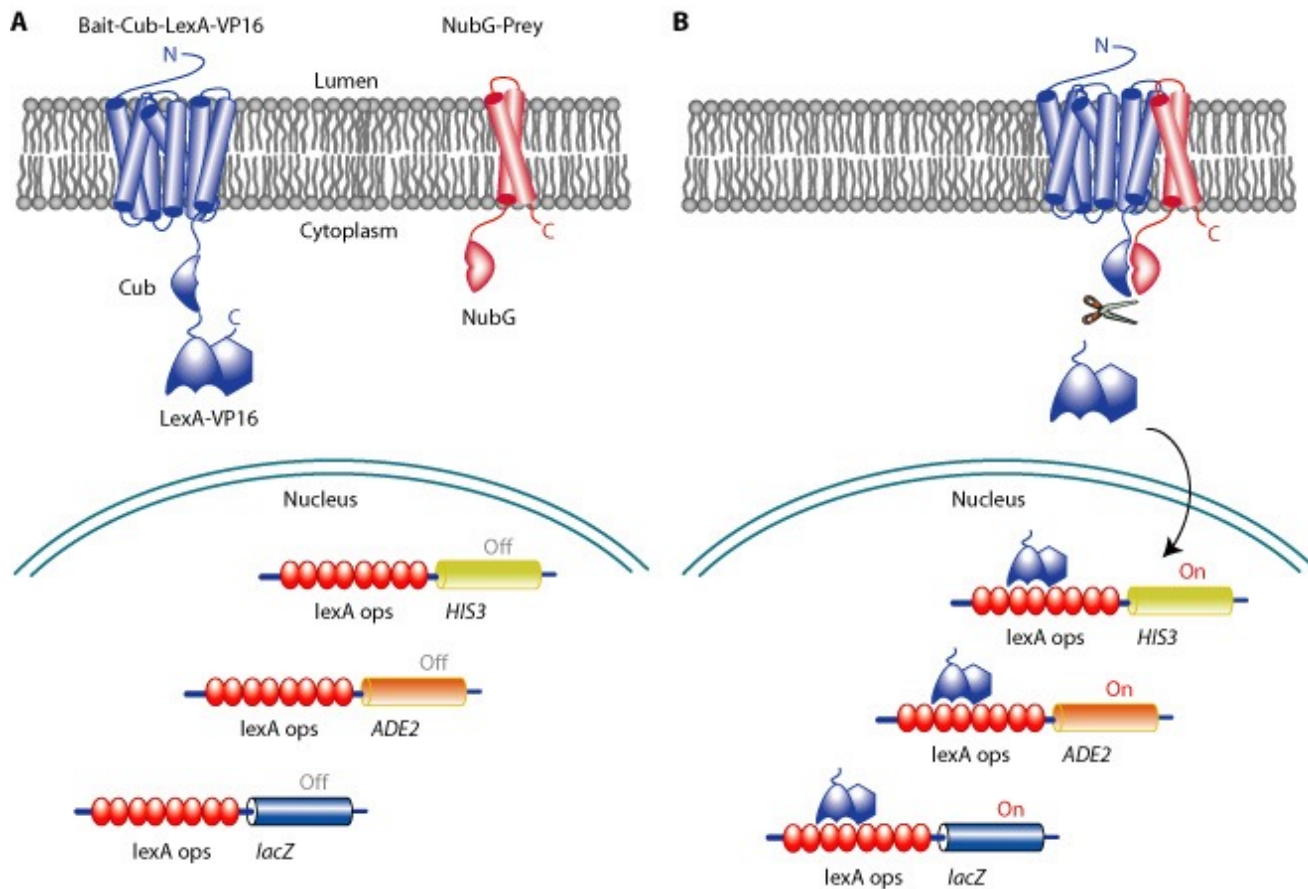 A
Bait-Cub-LexA-VP16
NubG-Prey
N
Lumen
Cytoplasm
C
Cub
NubG
C
LexA-VP16
Nucleus
Off
lexA ops
HIS3
Off
lexA ops
ADE2
Off
lexA ops
lacZ
B
N
C
Nucleus
On
lexA ops
HIS3
On
lexA ops
ADE2
On
lexA ops
lacZ